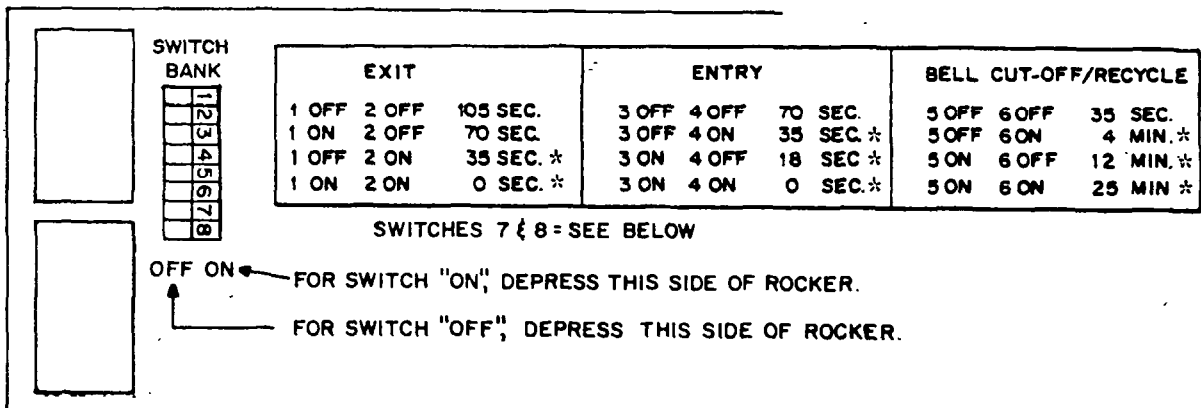 SWITCH
BANK
1
2
3
4
5
6
7
8
OFF ON
EXIT
1 OFF 2 OFF 105 SEC.
1 ON 2 OFF 70 SEC.
1 OFF 2 ON 35 SEC. *
1 ON 2 ON 0 SEC. *
ENTRY
3 OFF 4 OFF 70 SEC.
3 OFF 4 ON 35 SEC *
3 ON 4 OFF 18 SEC *
3 ON 4 ON 0 SEC. *
BELL CUT-OFF/RECYCLE
5 OFF 6 OFF 35 SEC.
5 OFF 6 ON 4 MIN. *
5 ON 6 OFF 12 MIN. *
5 ON 6 ON 25 MIN *
SWITCHES 7 & 8 = SEE BELOW
FOR SWITCH "ON", DEPRESS THIS SIDE OF ROCKER.
FOR SWITCH "OFF", DEPRESS THIS SIDE OF ROCKER.